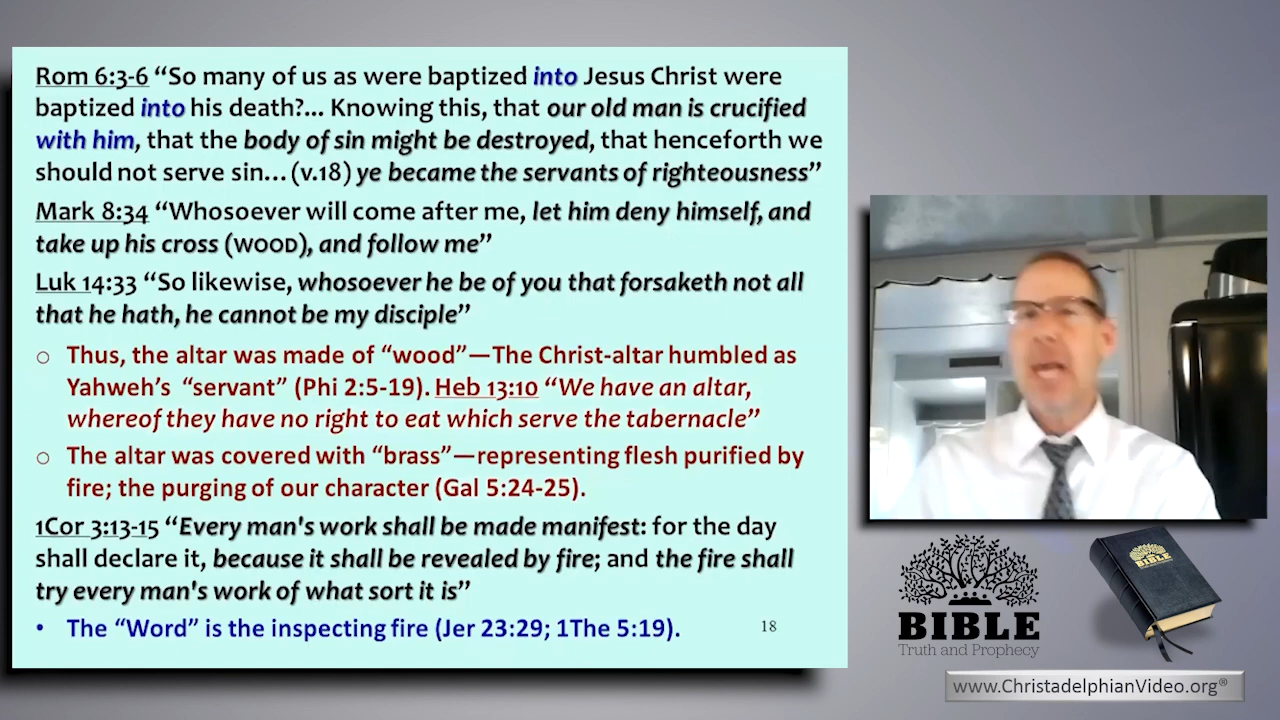 Rom 6:3-6 “So many of us as were baptized into Jesus Christ were
baptized into his death?... Knowing this, that our old man is crucified
with him, that the body of sin might be destroyed, that henceforth we
should not serve sin… (v.18) ye became the servants of righteousness”
Mark 8:34 “Whosoever will come after me, let him deny himself, and
take up his cross (WOOD), and follow me”
Luk 14:33 “So likewise, whosoever he be of you that forsaketh not all
that he hath, he cannot be my disciple”
o Thus, the altar was made of “wood”—The Christ-altar humbled as
Yahweh’s “servant” (Phi 2:5-19). Heb 13:10 “We have an altar,
whereof they have no right to eat which serve the tabernacle”
o The altar was covered with “brass”—representing flesh purified by
fire; the purging of our character (Gal 5:24-25).
1Cor 3:13-15 “Every man's work shall be made manifest: for the day
shall declare it, because it shall be revealed by fire; and the fire shall
try every man's work of what sort it is”
• The “Word” is the inspecting fire (Jer 23:29; 1The 5:19).
18
BIBLE
Truth and Prophecy
BIBLE
www.ChristadelphianVideo.org®